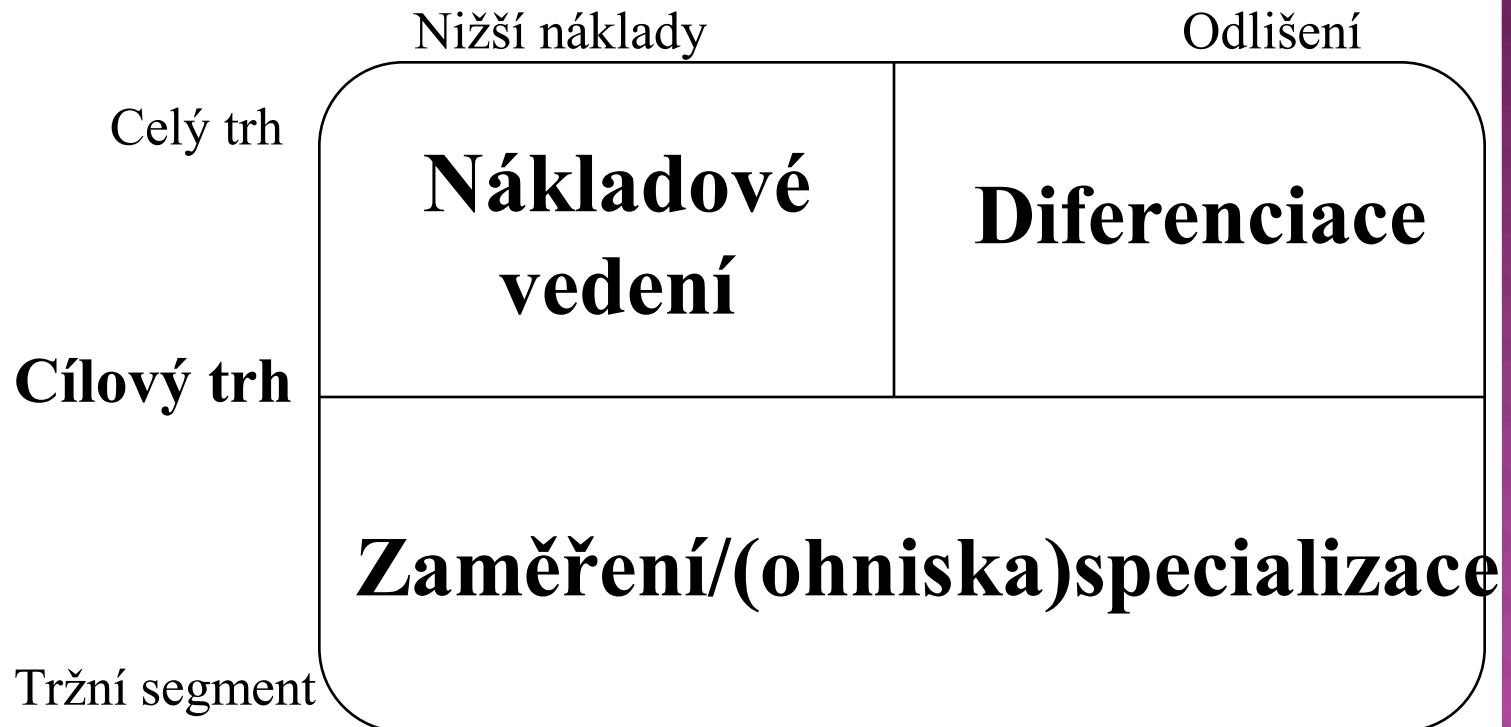 Nižší náklady
Odlišení
Celý trh
Nákladové
vedení
Diferenciace
Cílový trh
Zaměření/(ohniska)specializace
Tržní segment